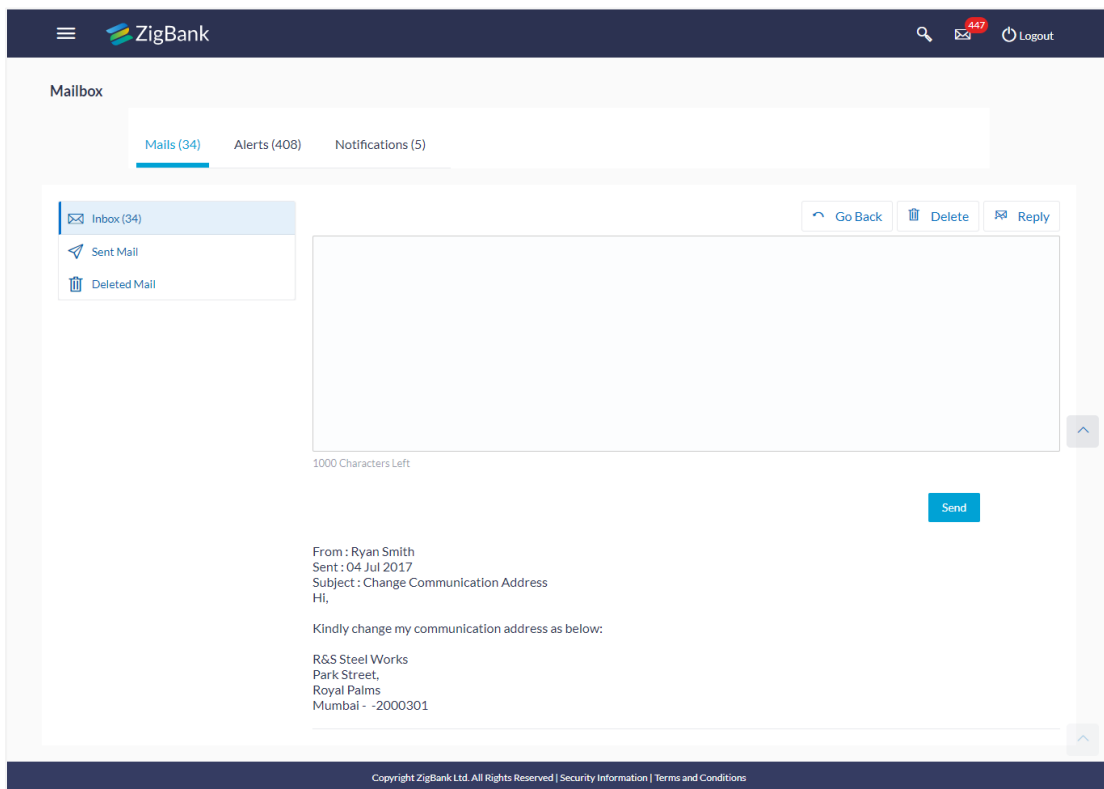 ZigBank
447
Logout
Mailbox
Mails (34)
Alerts (408)
Notifications (5)
Inbox (34)
Sent Mail
Deleted Mail
Go Back
Delete
Reply
1000 Characters Left
Send
From : Ryan Smith
Sent : 04 Jul 2017
Subject : Change Communication Address
Hi,
Kindly change my communication address as below:
R&S Steel Works
Park Street,
Royal Palms
Mumbai - -2000301
Copyright ZigBank Ltd. All Rights Reserved | Security Information | Terms and Conditions